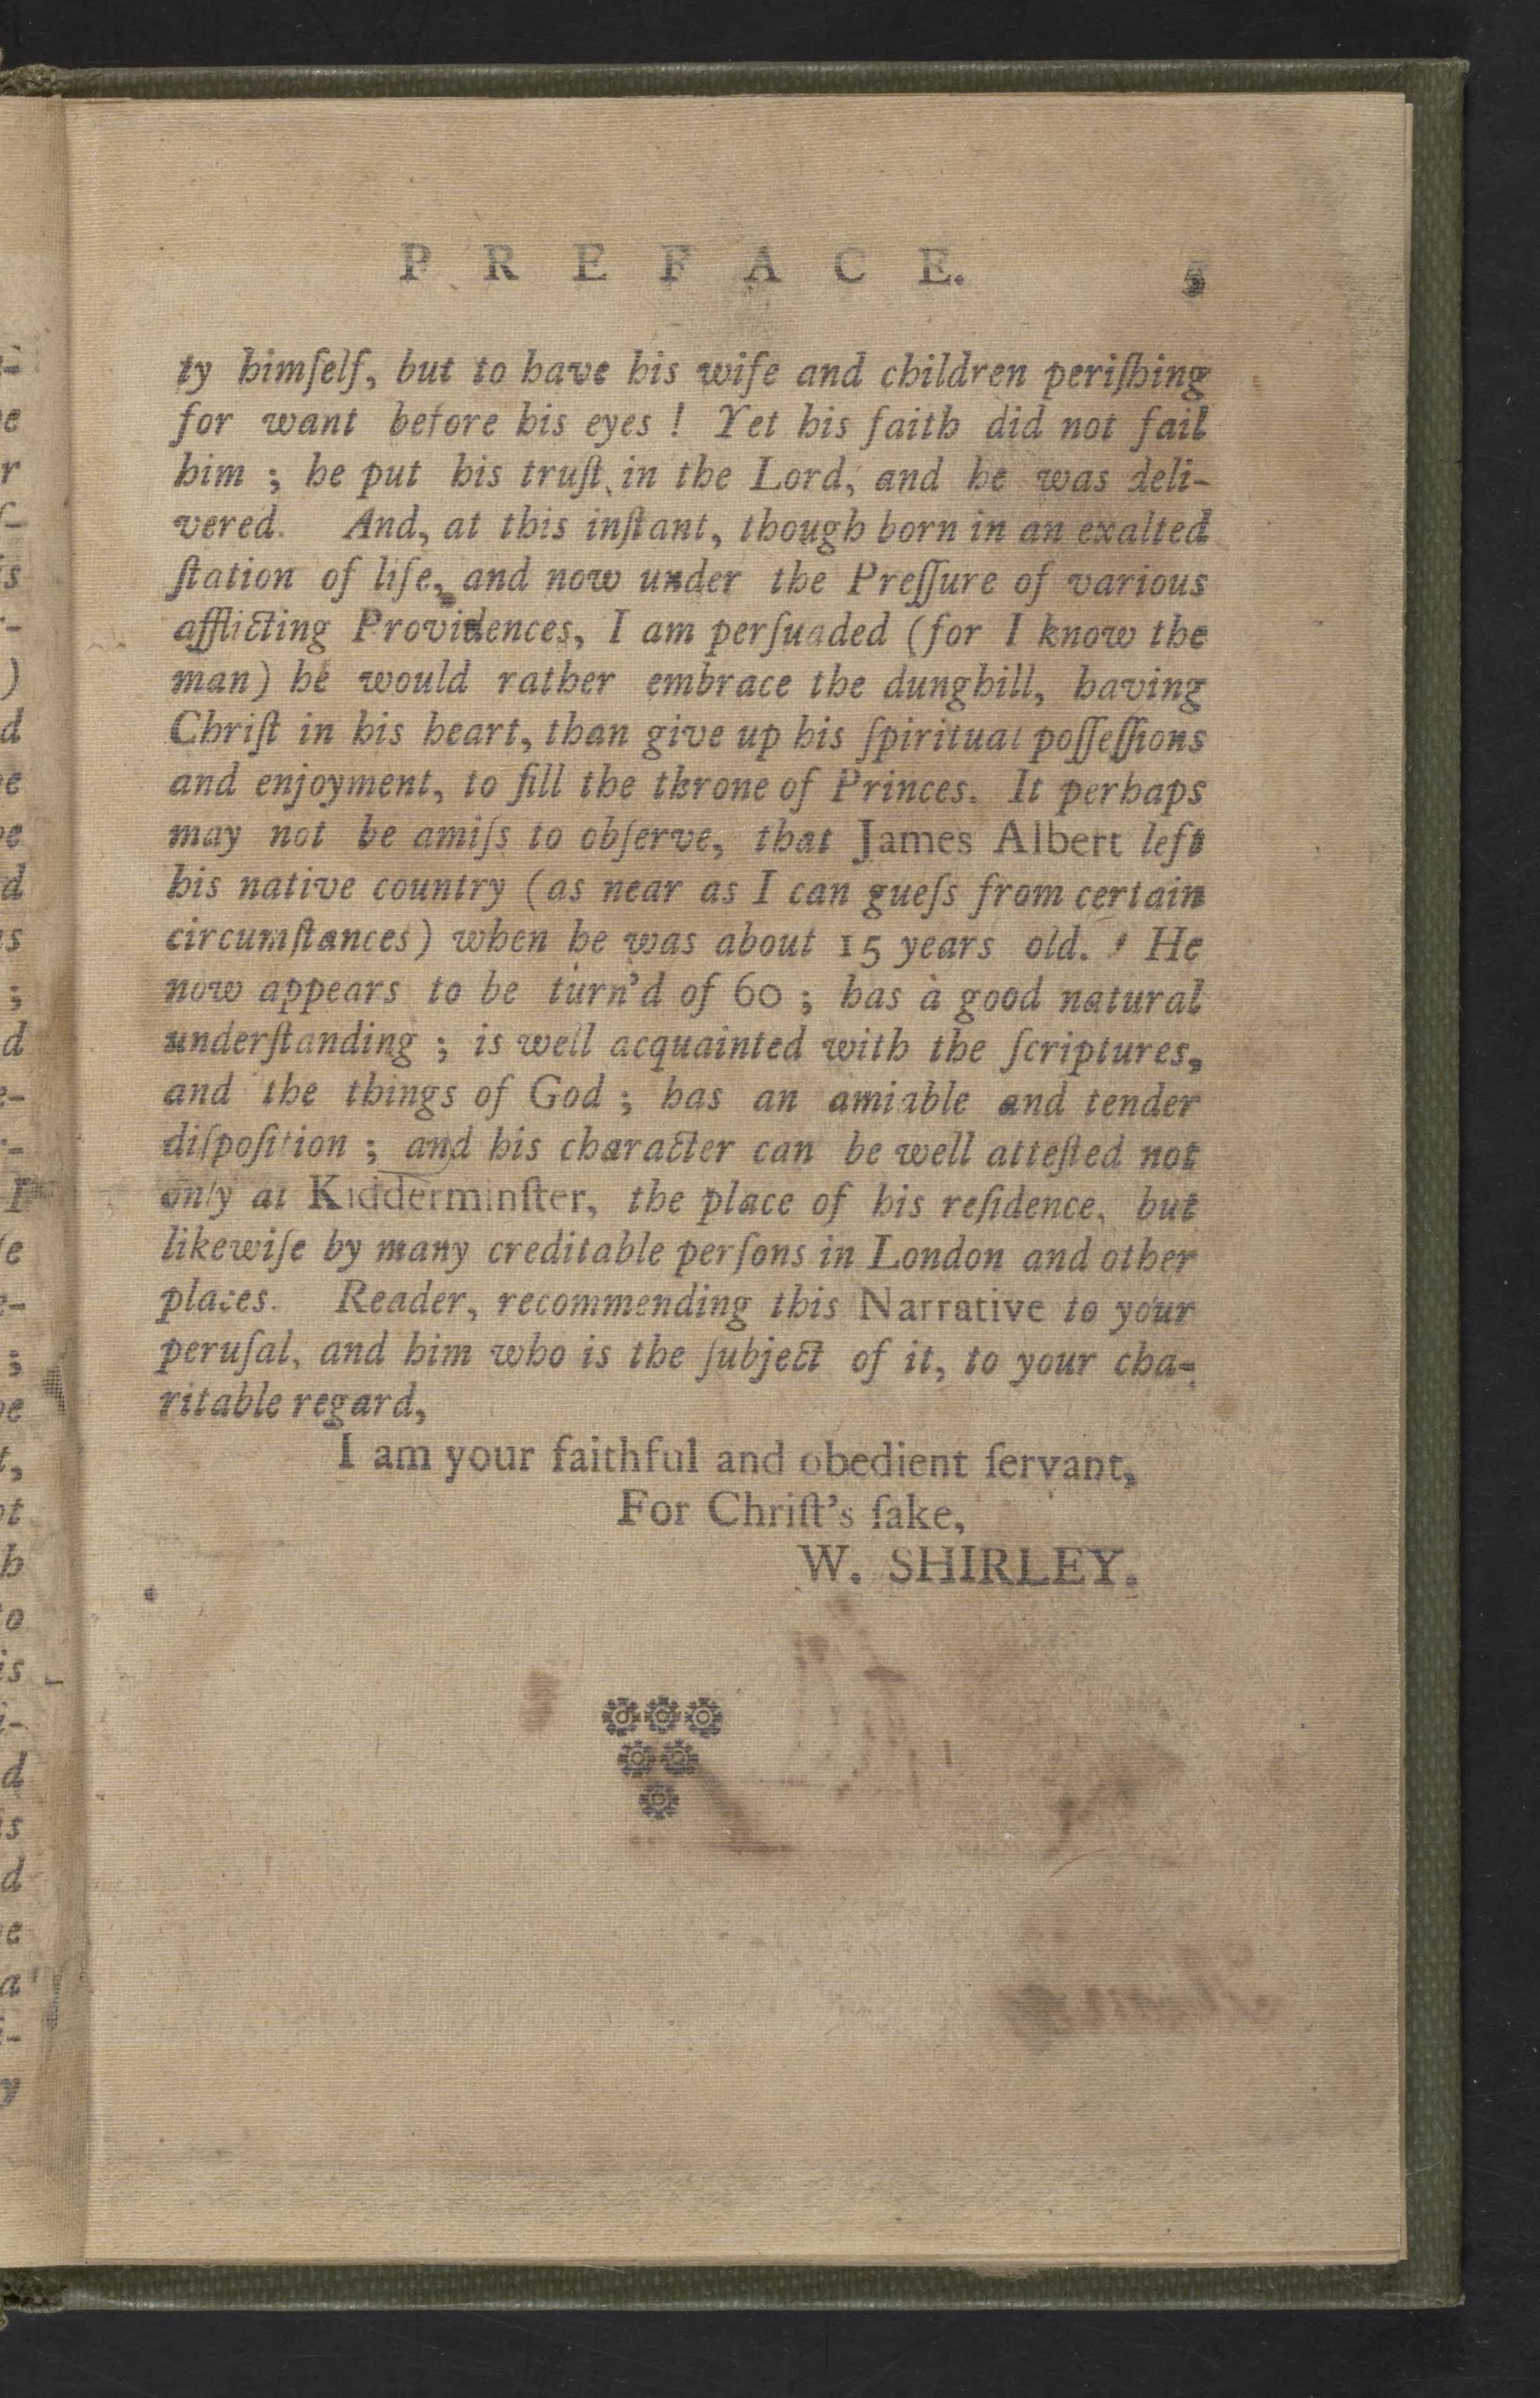 P R E F A C E. 5
ty himſelf, but to have his wife and children periſhing
for want before his eyes ! Yet his faith did not fail
him ; he put his truſt in the Lord, and he was deli-
vered. And, at this inſtant, though born in an exalted
ſtation of life, and now under the Preſſure of various
afflicting Providences, I am perſuaded (for I know the
man) he would rather embrace the dunghill, having
Chriſt in his heart, than give up his ſpiritual poſſeſſions
and enjoyment, to fill the throne of Princes. It perhaps
may not be amiſs to obſerve, that James Albert left
his native country (as near as I can gueſs from certain
circumſtances) when he was about 15 years old. He
now appears to be turn'd of 60 ; has a good natural
underſtanding ; is well acquainted with the ſcriptures,
and the things of God ; has an amiable and tender
diſpoſition ; and his character can be well atteſted not
only at Kidderminſter, the place of his reſidence, but
likewiſe by many creditable perſons in London and other
places. Reader, recommending this Narrative to your
peruſal, and him who is the ſubject of it, to your cha-
ritable regard,
I am your faithful and obedient ſervant,
For Chriſt's ſake,
W. SHIRLEY.